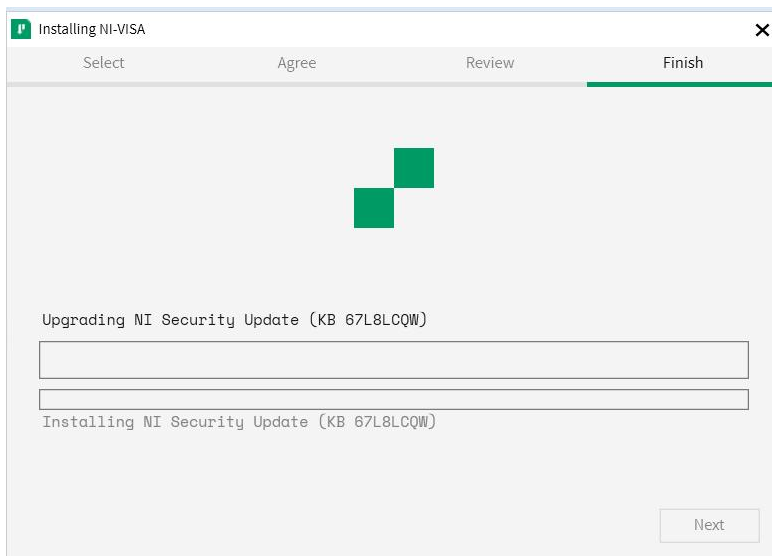 Installing NI-VISA
Select Agree Review Finish
Upgrading NI Security Update (KB 67L8LCQW)
Installing NI Security Update (KB 67L8LCQW)
Next